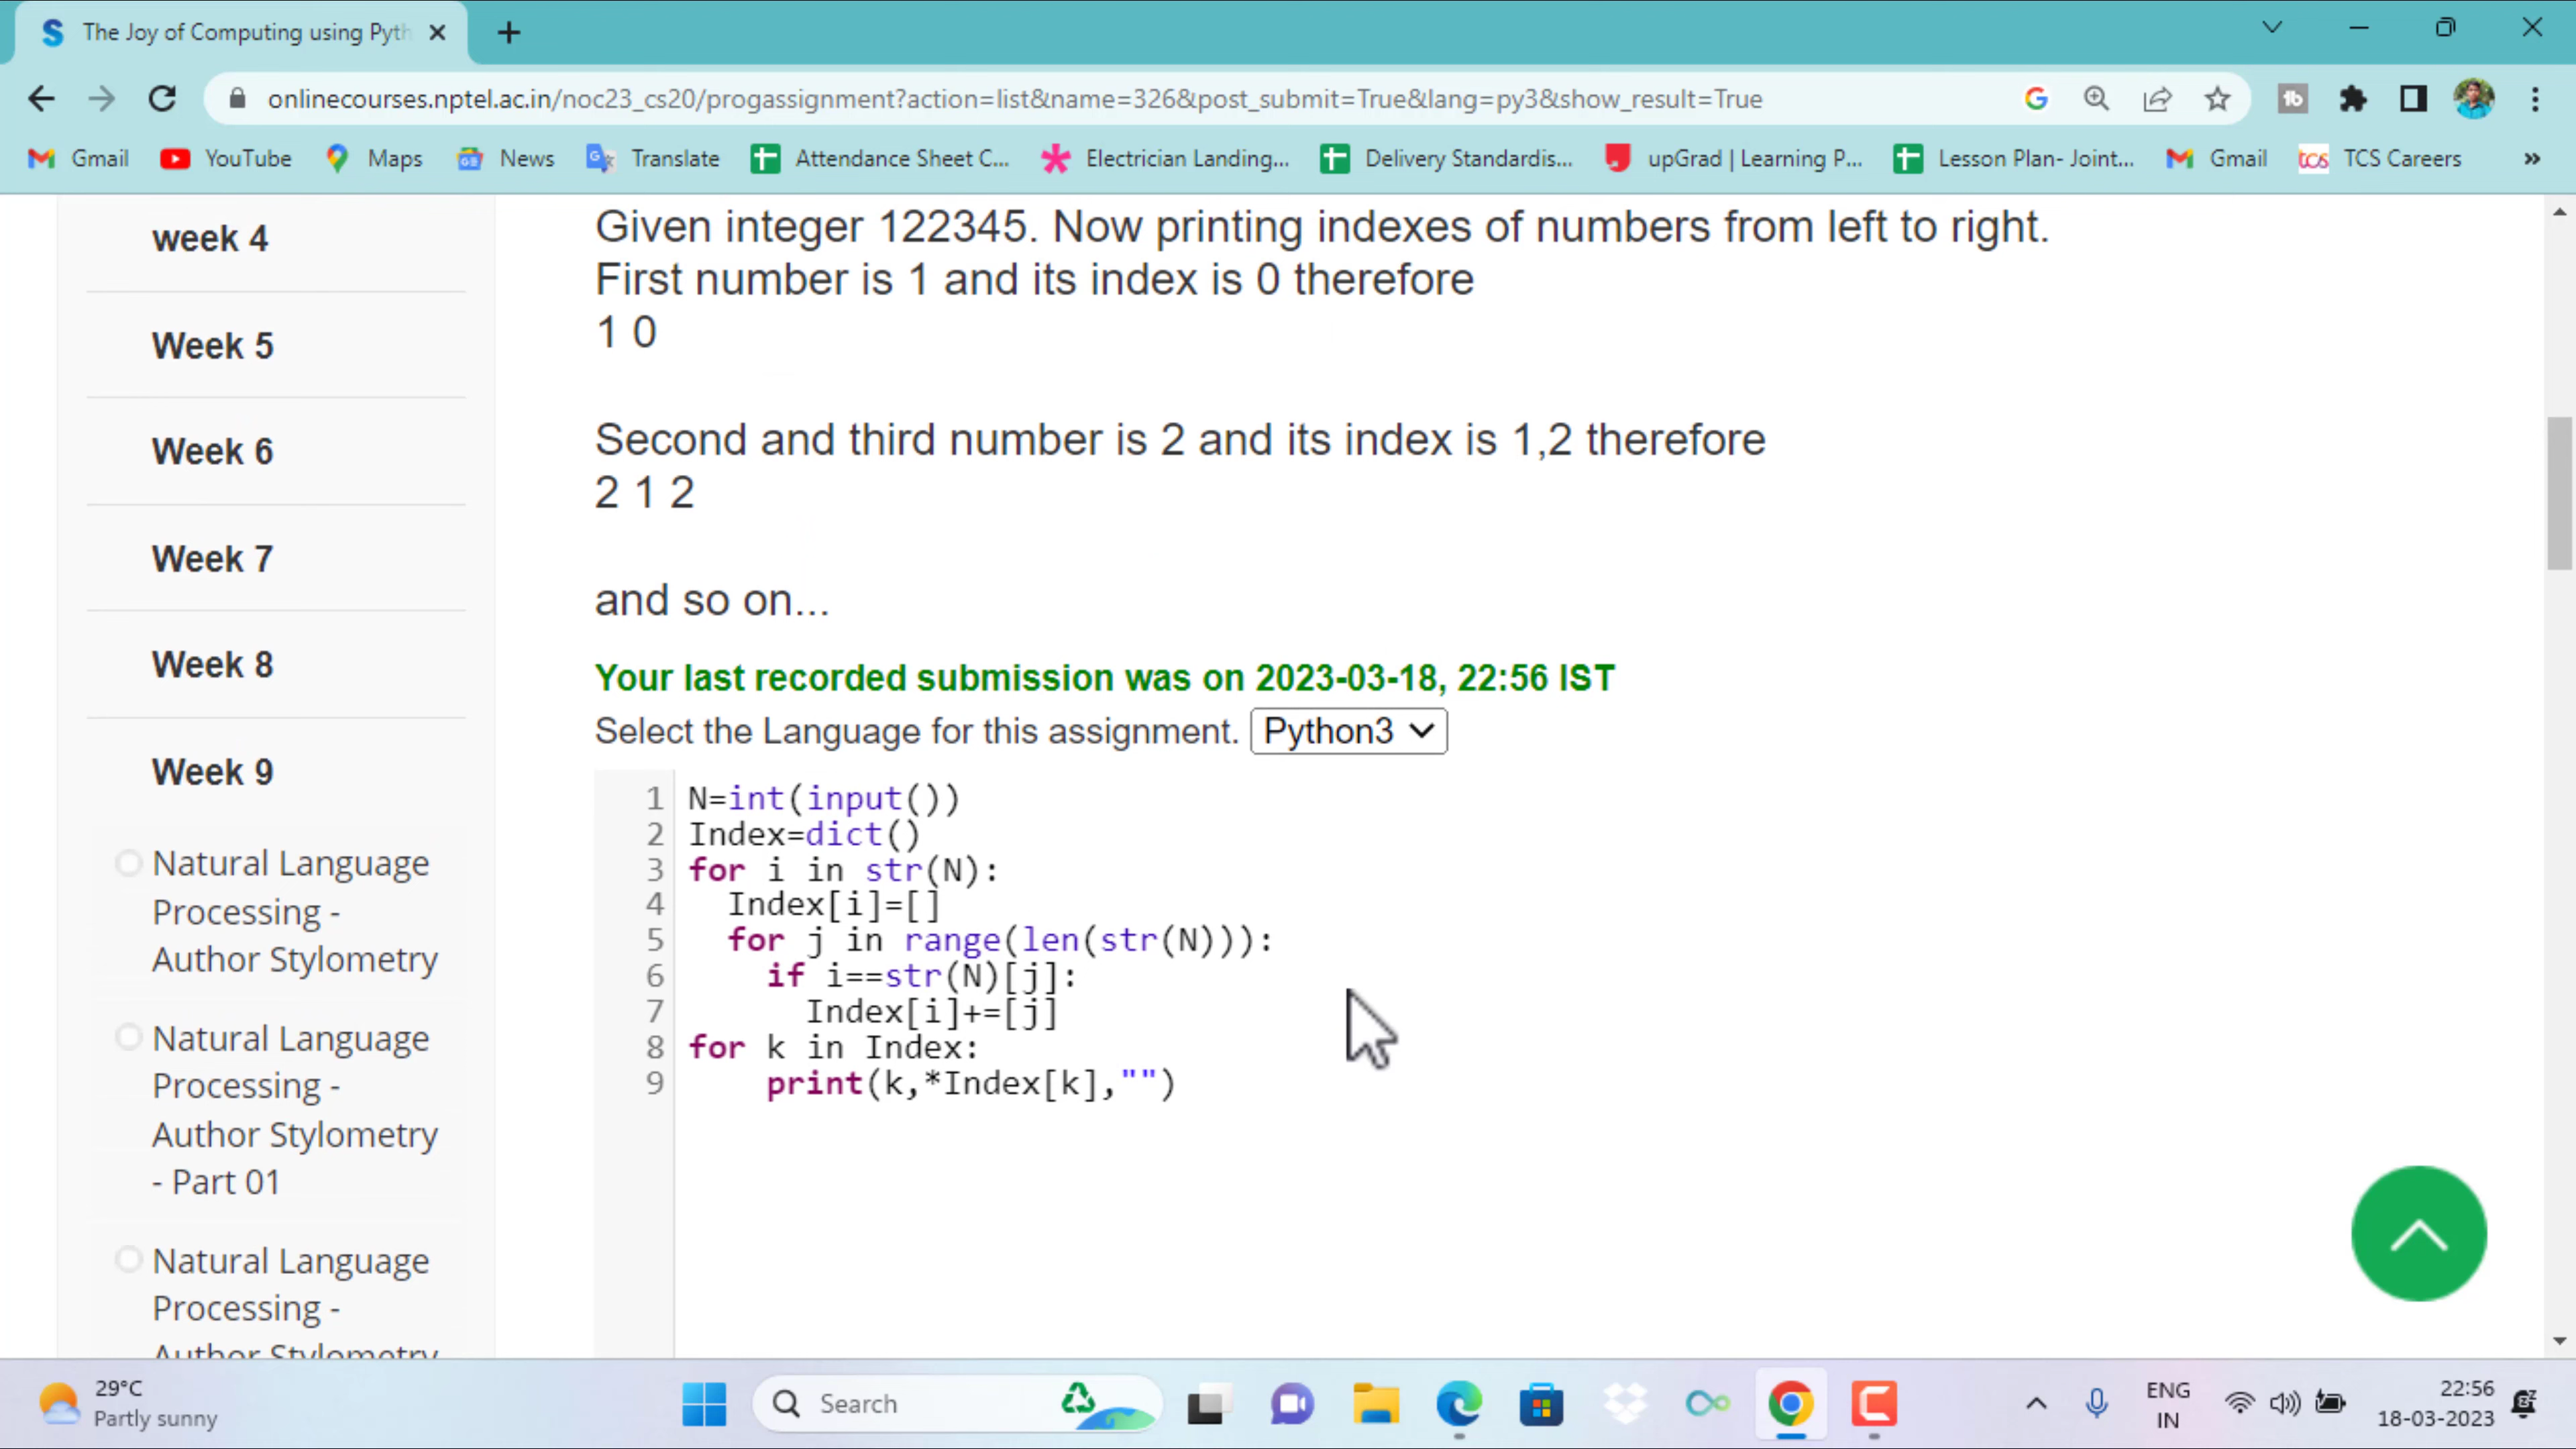 The Joy of Computing using Pyth
onlinecourses.nptel.ac.in/noc23_cs20/progassignment?action=list&name=326&post_submit=True&lang=py3&show_result=True
Gmail YouTube Maps News Translate Attendance Sheet C... Electrician Landing... Delivery Standardis... upGrad | Learning P... Lesson Plan- Joint... Gmail tcs TCS Careers »
week 4
Week 5
Week 6
Week 7
Week 8
Week 9
Natural Language
Processing -
Author Stylometry
Natural Language
Processing -
Author Stylometry
- Part 01
Natural Language
Processing -
Author Stylometry
Given integer 122345. Now printing indexes of numbers from left to right.
First number is 1 and its index is 0 therefore
1 0
Second and third number is 2 and its index is 1,2 therefore
2 1 2
and so on...
Your last recorded submission was on 2023-03-18, 22:56 IST
Select the Language for this assignment. Python3
1 N=int(input())
2 Index=dict()
3 for i in str(N):
4   Index[i]=[]
5   for j in range(len(str(N))):
6     if i==str(N)[j]:
7       Index[i]+=[j]
8 for k in Index:
9     print(k,*Index[k],"")
29°C
Partly sunny
Search
ENG
IN
22:56
18-03-2023